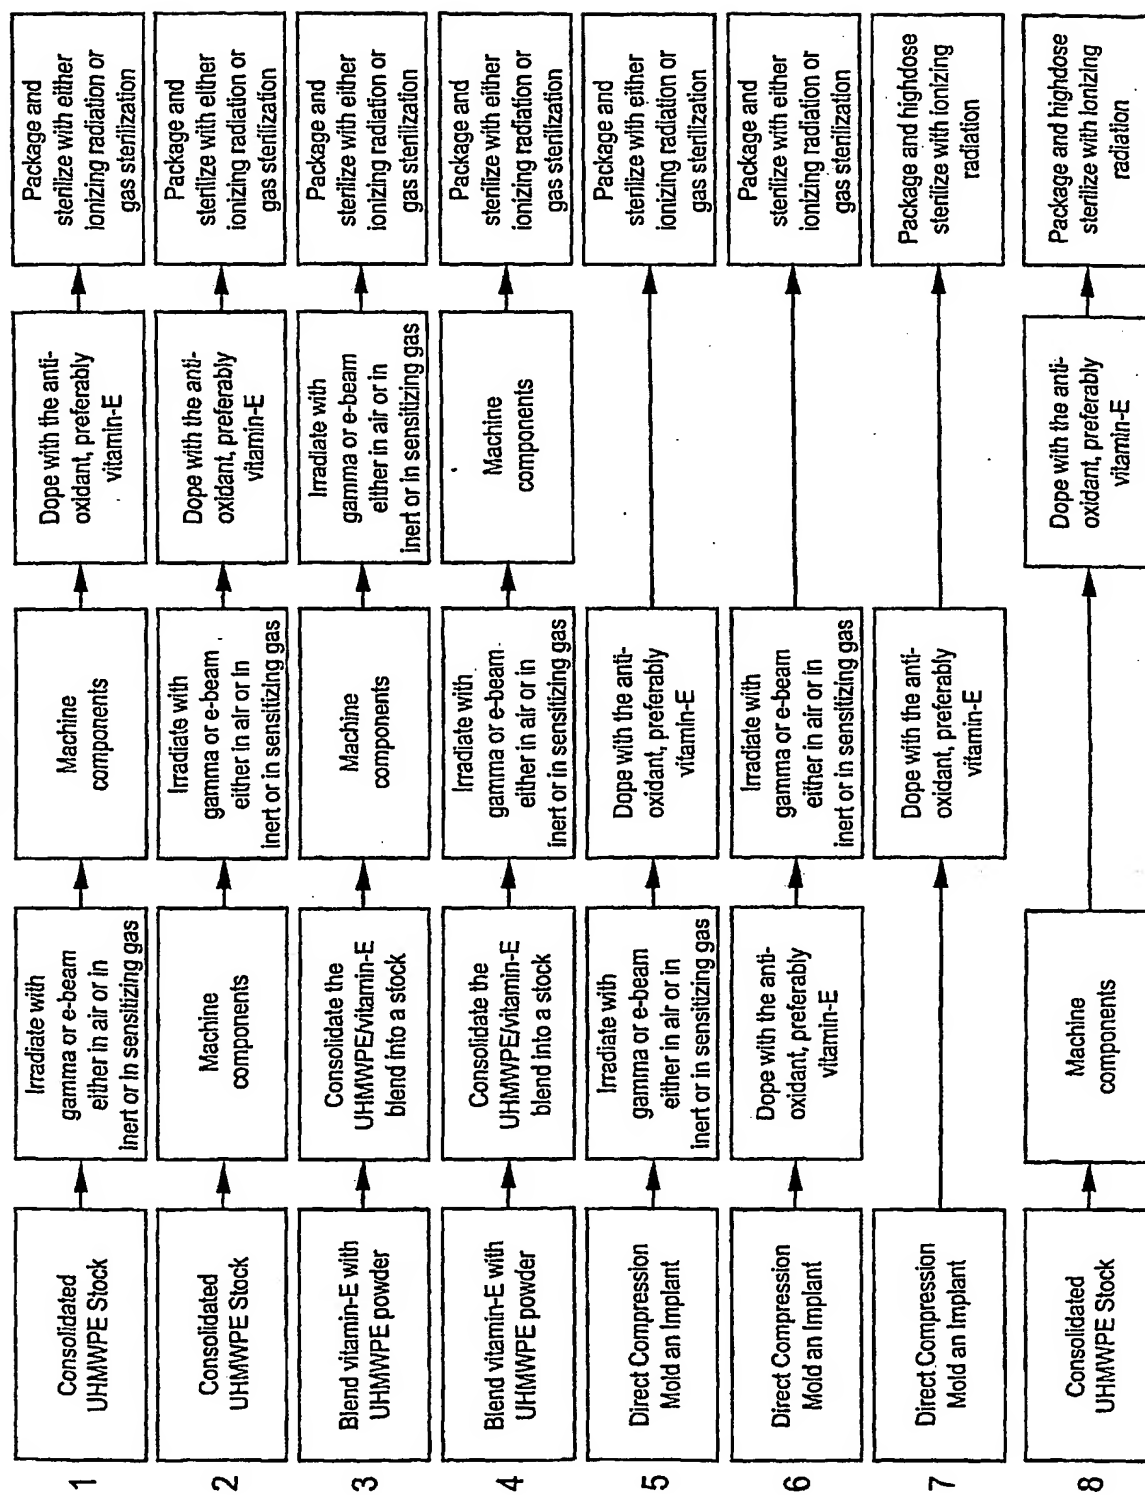 1
Consolidated
UHMWPE Stock
Irradiate with
gamma or e-beam
either in air or in
inert or in sensitizing gas
Machine
components
Dope with the anti-
oxidant, preferably
vitamin-E
Package and
sterilize with either
ionizing radiation or
gas sterilization
2
Consolidated
UHMWPE Stock
Machine
components
Irradiate with
gamma or e-beam
either in air or in
inert or in sensitizing gas
Dope with the anti-
oxidant, preferably
vitamin-E
Package and
sterilize with either
ionizing radiation or
gas sterilization
3
Blend vitamin-E with
UHMWPE powder
Consolidate the
UHMWPE/vitamin-E
blend into a stock
Machine
components
Irradiate with
gamma or e-beam
either in air or in
inert or in sensitizing gas
Package and
sterilize with either
ionizing radiation or
gas sterilization
4
Blend vitamin-E with
UHMWPE powder
Consolidate the
UHMWPE/vitamin-E
blend into a stock
Irradiate with
gamma or e-beam
either in air or in
inert or in sensitizing gas
Machine
components
Package and
sterilize with either
ionizing radiation or
gas sterilization
5
Direct Compression
Mold an Implant
Irradiate with
gamma or e-beam
either in air or in
inert or in sensitizing gas
Dope with the anti-
oxidant, preferably
vitamin-E
Package and
sterilize with either
ionizing radiation or
gas sterilization
6
Direct Compression
Mold an Implant
Dope with the anti-
oxidant, preferably
vitamin-E
Irradiate with
gamma or e-beam
either in air or in
inert or in sensitizing gas
Package and
sterilize with either
ionizing radiation or
gas sterilization
7
Direct Compression
Mold an Implant
Dope with the anti-
oxidant, preferably
vitamin-E
Package and highdose
sterilize with ionizing
radiation
8
Consolidated
UHMWPE Stock
Machine
components
Dope with the anti-
oxidant, preferably
vitamin-E
Package and highdose
sterilize with ionizing
radiation